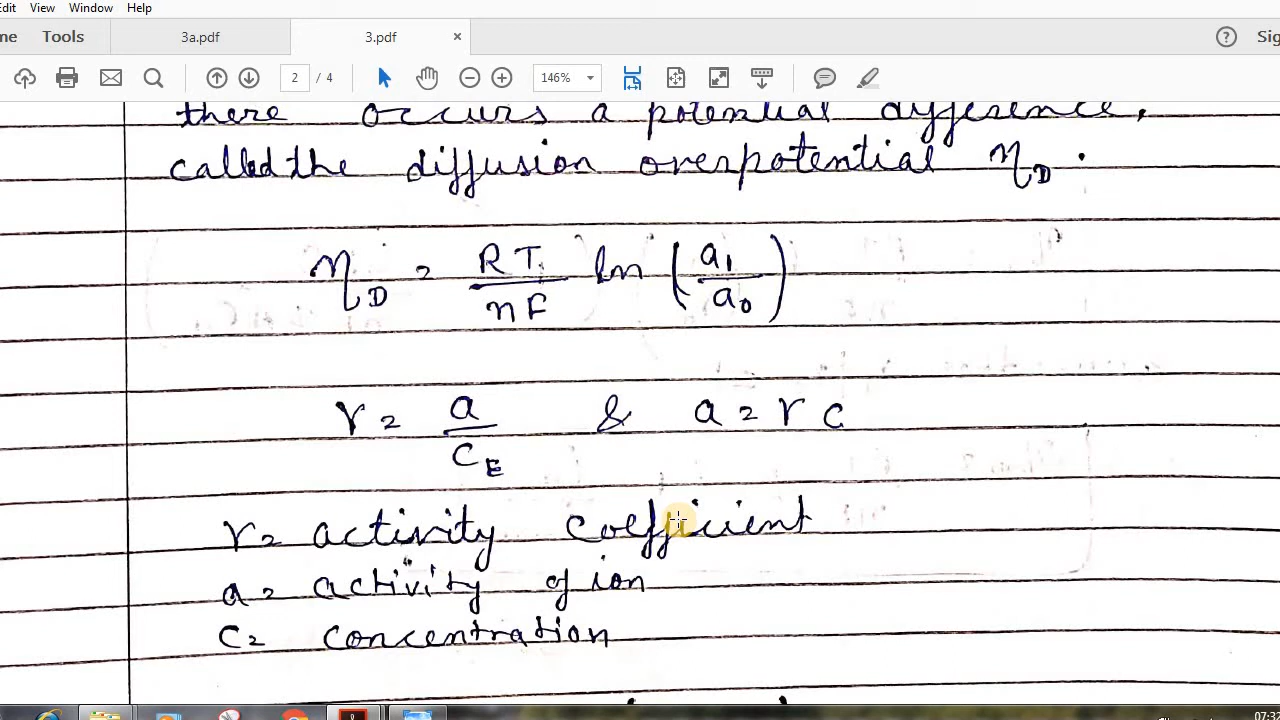 Edit View Window Help
me Tools 3a.pdf 3.pdf × ? Sig
2 / 4 146%
there occurs a potential difference,
called the diffusion overpotential ηD .
ηD = RT/nF ln (a1/a0)
γ = a/CE & a = γ c
γ = activity coefficient
a = activity of ion
c = concentration